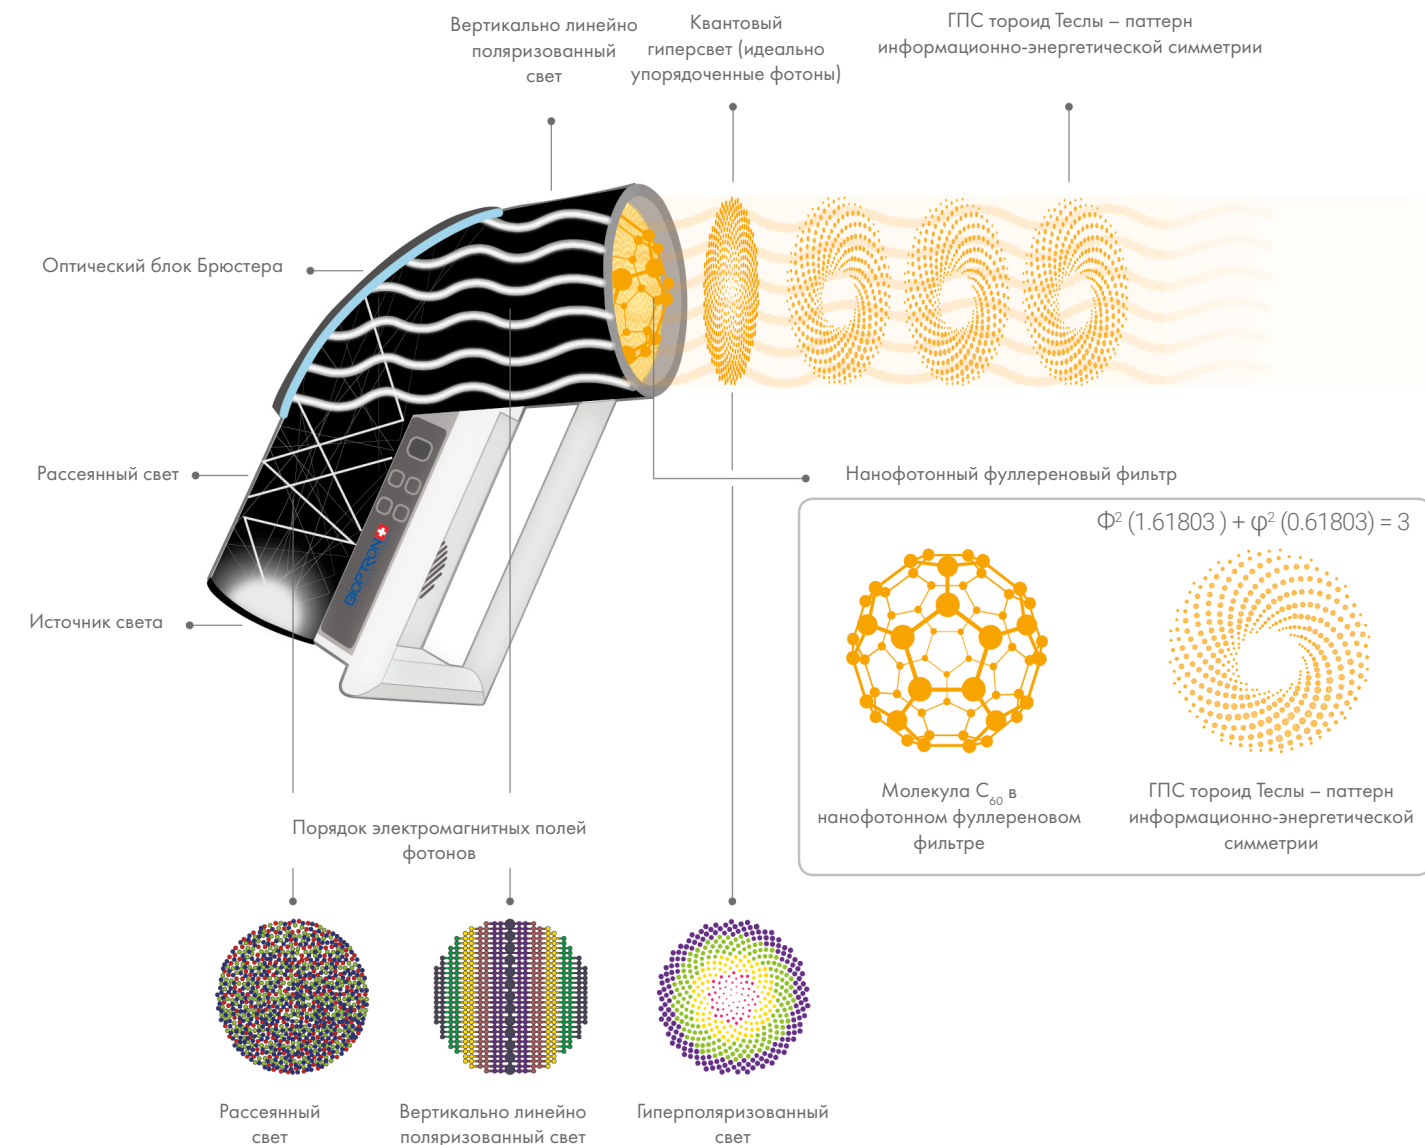 Вертикально линейно
поляризованный
свет
Квантовый
гиперсвет (идеально
упорядоченные фотоны)
ГПС тороид Теслы – паттерн
информационно-энергетической симметрии
Оптический блок Брюстера
Рассеянный свет
Источник света
BIOPTRON
Нанофотонный фуллереновый фильтр
Φ² (1.61803 ) + φ² (0.61803) = 3
Молекула C₆₀ в
нанофотонном фуллереновом
фильтре
ГПС тороид Теслы – паттерн
информационно-энергетической
симметрии
Порядок электромагнитных полей
фотонов
Рассеянный
свет
Вертикально линейно
поляризованный свет
Гиперполяризованный
свет